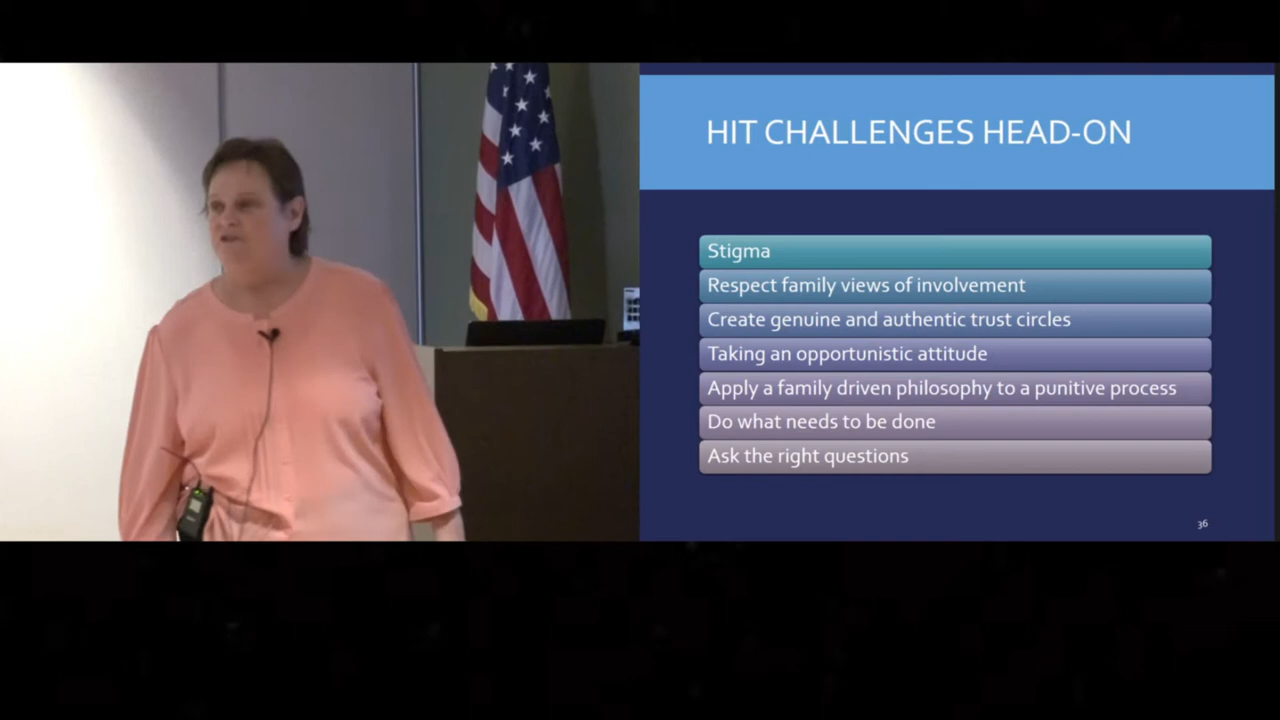 HIT CHALLENGES HEAD-ON
Stigma
Respect family views of involvement
Create genuine and authentic trust circles
Taking an opportunistic attitude
Apply a family driven philosophy to a punitive process
Do what needs to be done
Ask the right questions
36